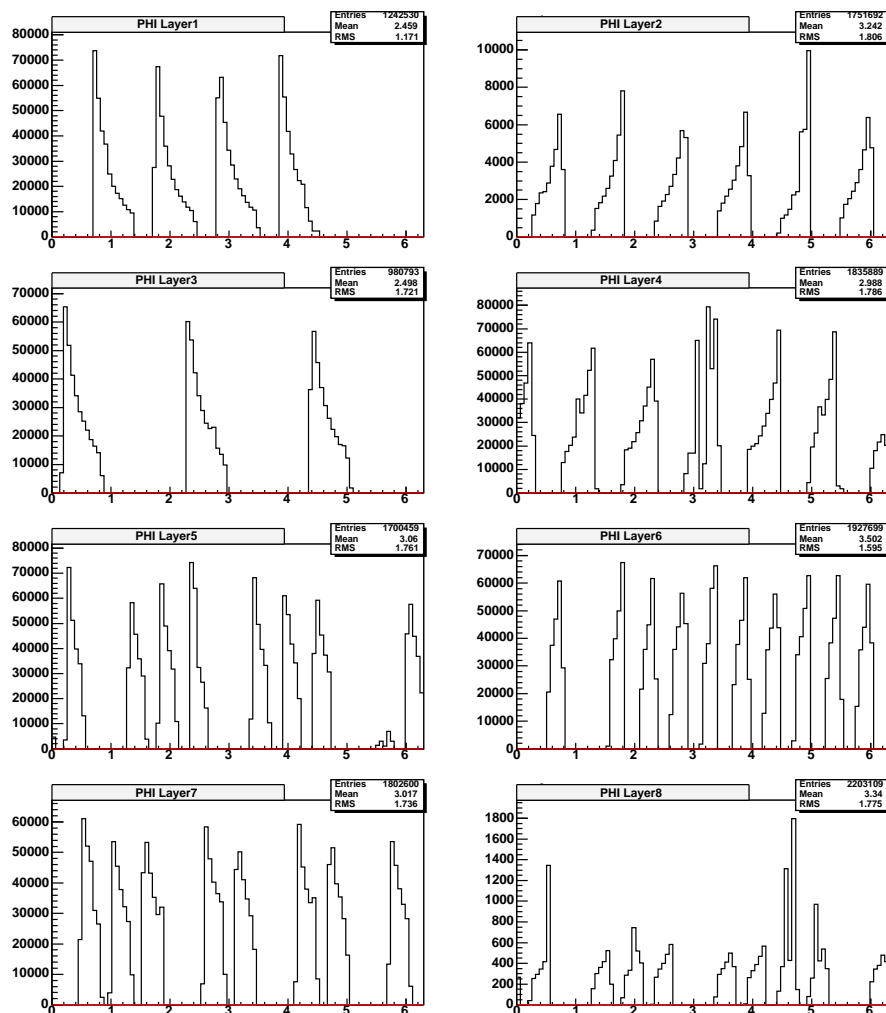 PHI Layer1
Entries 1242530
Mean 2.459
RMS 1.171
80000
70000
60000
50000
40000
30000
20000
10000
0
0 1 2 3 4 5 6
PHI Layer2
Entries 1751692
Mean 3.242
RMS 1.806
10000
8000
6000
4000
2000
0
0 1 2 3 4 5 6
PHI Layer3
Entries 980793
Mean 2.498
RMS 1.721
70000
60000
50000
40000
30000
20000
10000
0
0 1 2 3 4 5 6
PHI Layer4
Entries 1835889
Mean 2.988
RMS 1.786
80000
70000
60000
50000
40000
30000
20000
10000
0
0 1 2 3 4 5 6
PHI Layer5
Entries 1700459
Mean 3.06
RMS 1.761
80000
70000
60000
50000
40000
30000
20000
10000
0
0 1 2 3 4 5 6
PHI Layer6
Entries 1927699
Mean 3.502
RMS 1.595
70000
60000
50000
40000
30000
20000
10000
0
0 1 2 3 4 5 6
PHI Layer7
Entries 1802600
Mean 3.017
RMS 1.736
60000
50000
40000
30000
20000
10000
0
0 1 2 3 4 5 6
PHI Layer8
Entries 2203109
Mean 3.34
RMS 1.775
1800
1600
1400
1200
1000
800
600
400
200
0
0 1 2 3 4 5 6